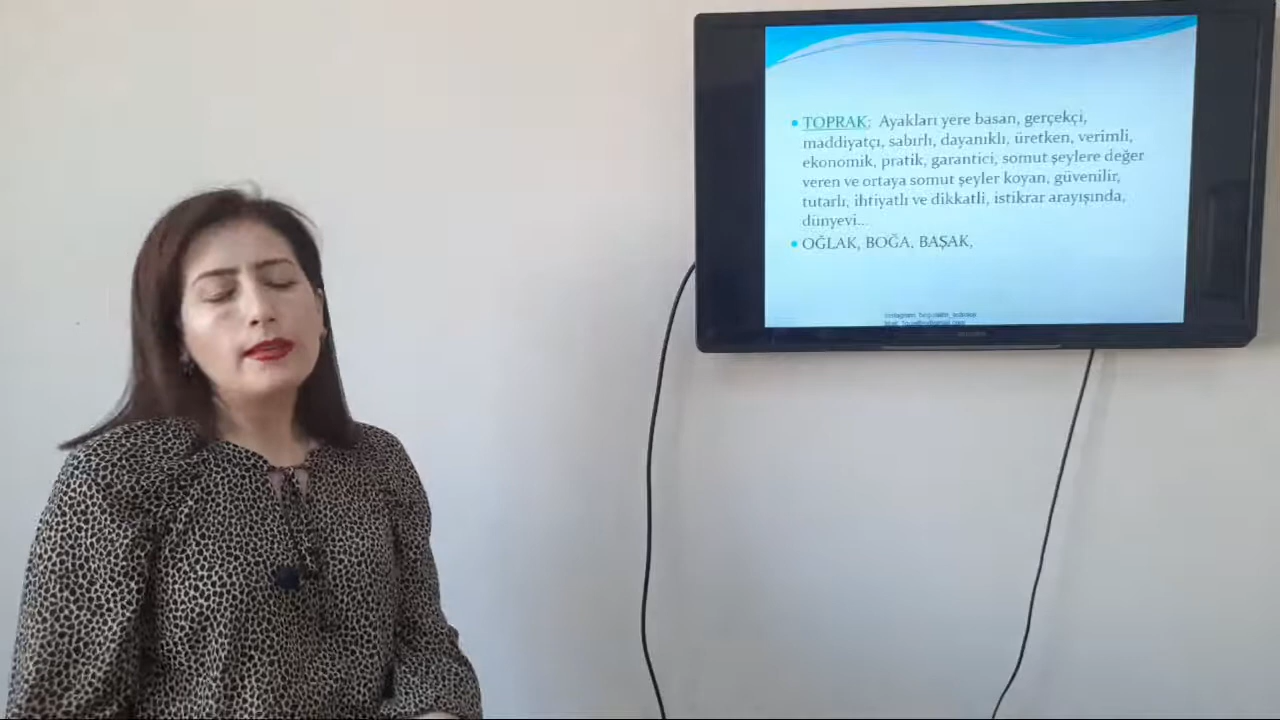 TOPRAK: Ayakları yere basan, gerçekçi,
maddiyatçı, sabırlı, dayanıklı, üretken, verimli,
ekonomik, pratik, garantici, somut şeylere değer
veren ve ortaya somut şeyler koyan, güvenilir,
tutarlı, ihtiyatlı ve dikkatli, istikrar arayışında,
dünyevi...
OĞLAK, BOĞA, BAŞAK,